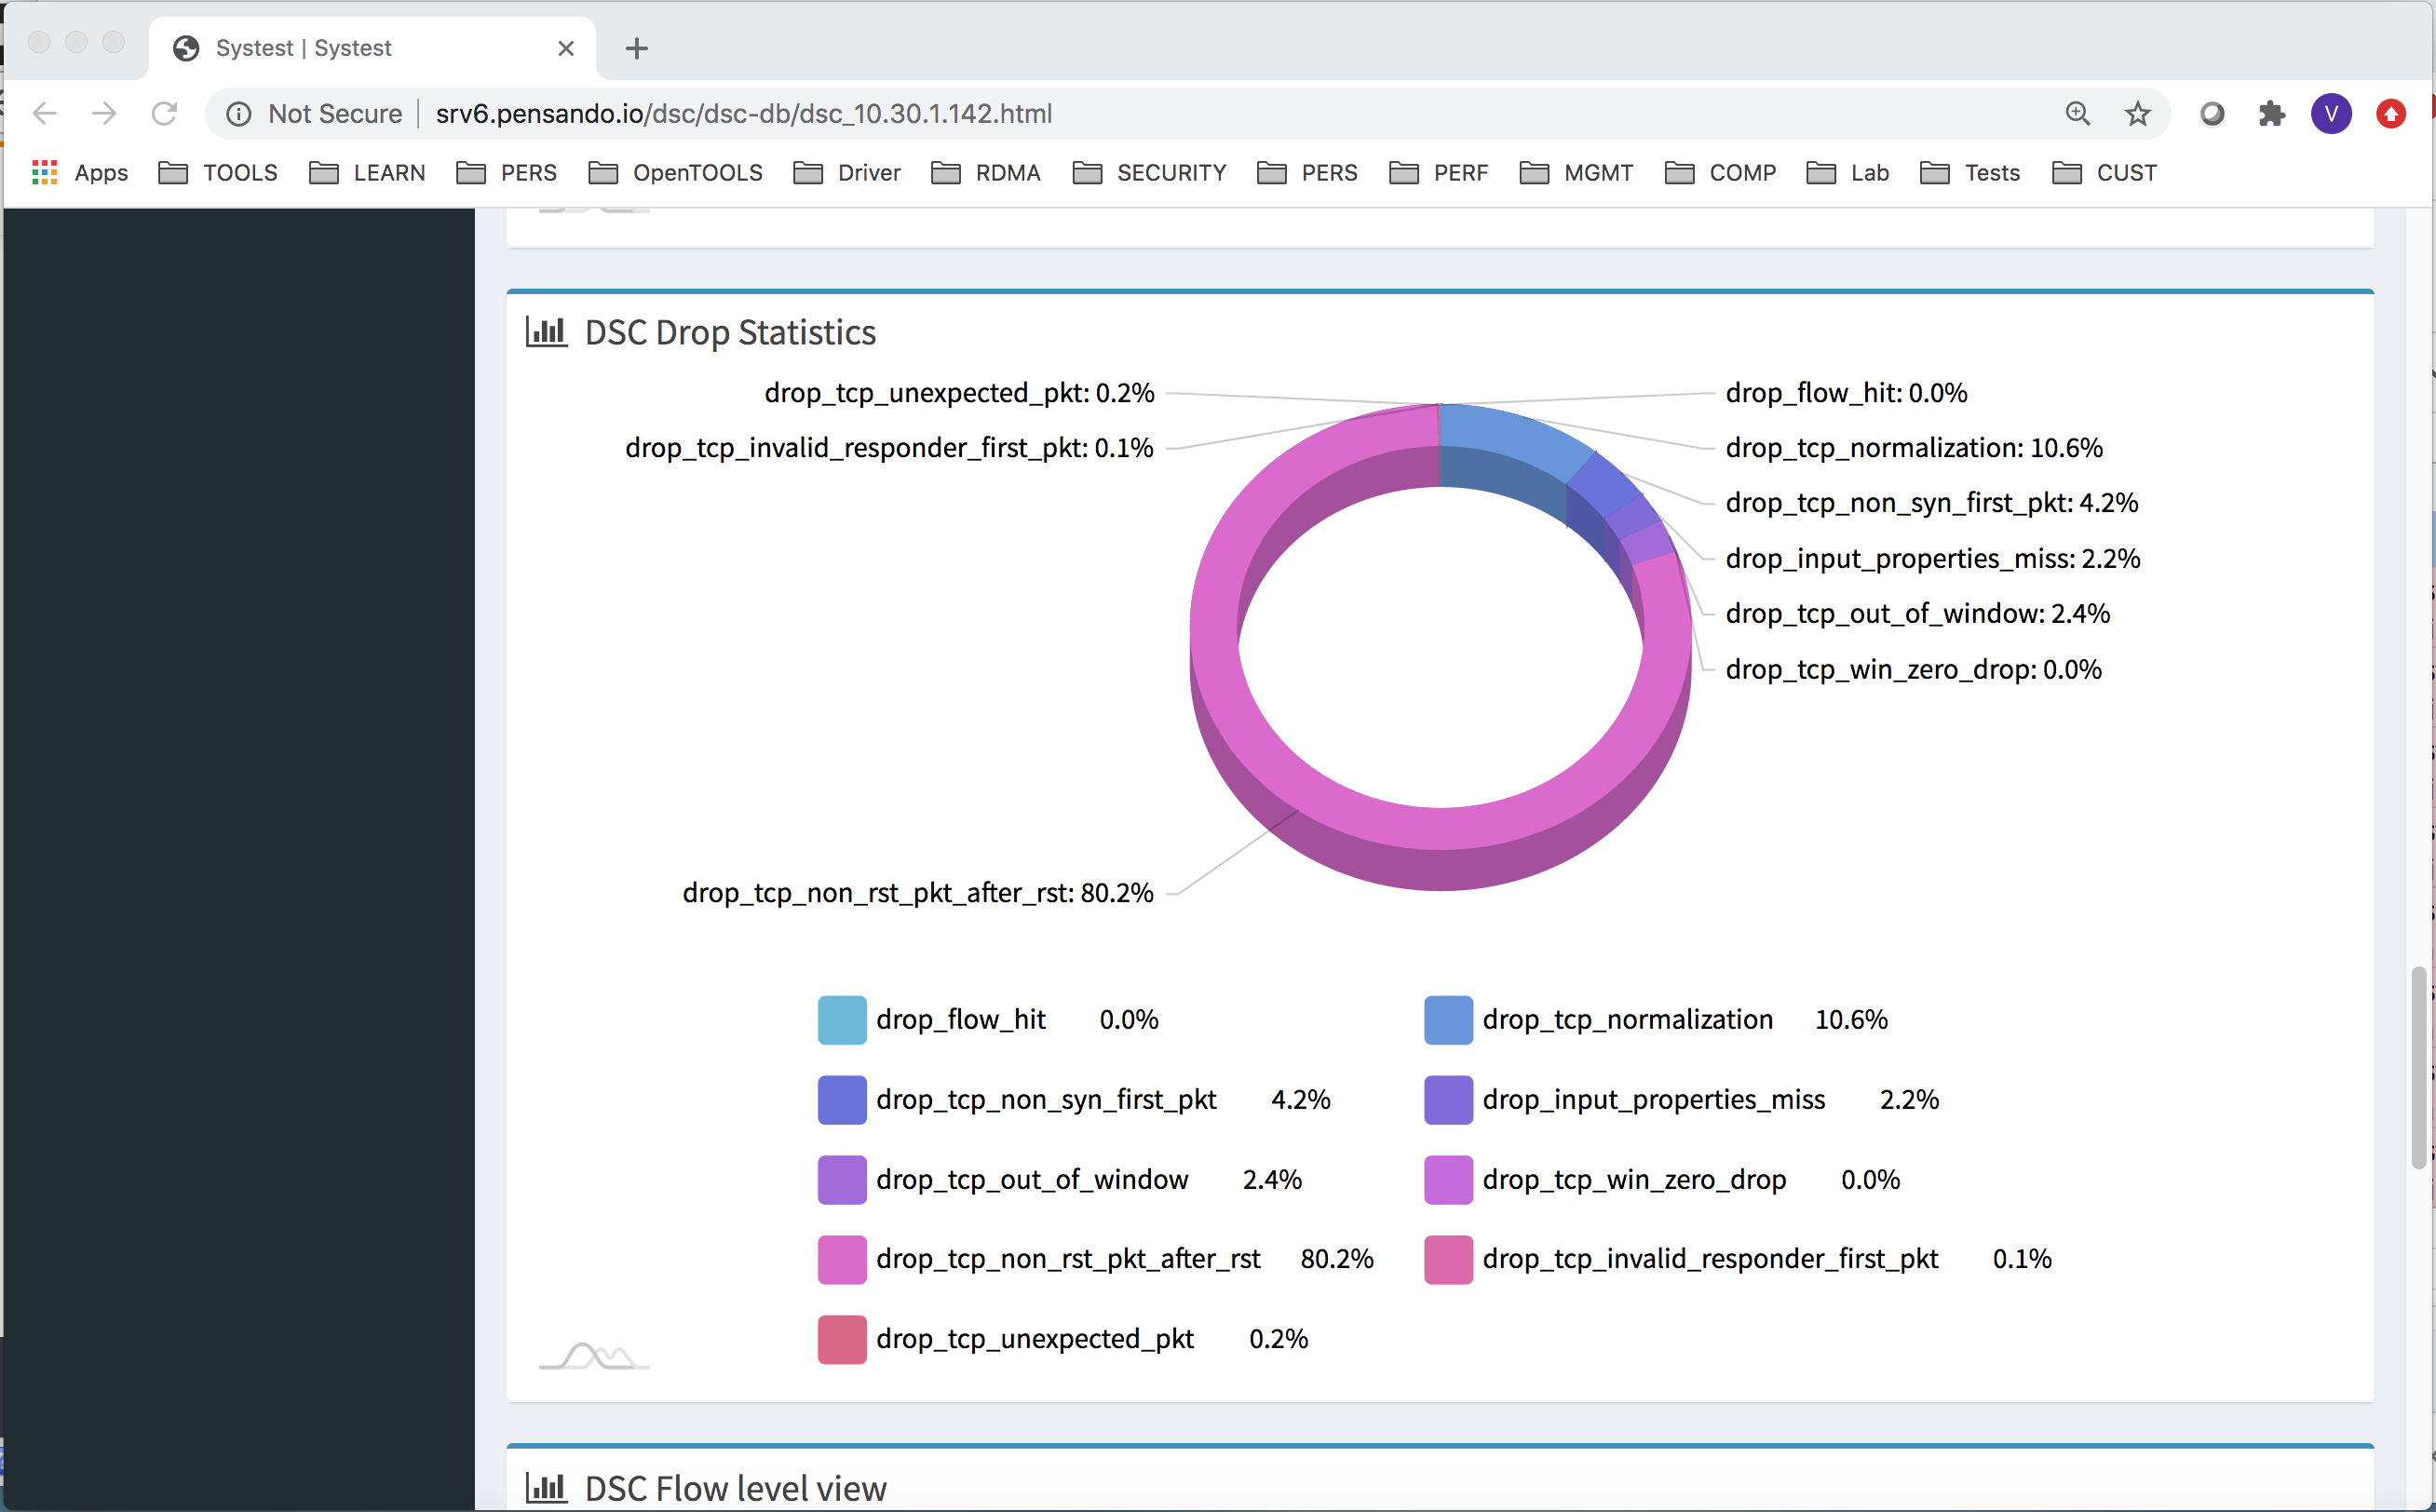 Systest | Systest
Not Secure srv6.pensando.io/dsc/dsc-db/dsc_10.30.1.142.html
V
Apps TOOLS LEARN PERS OpenTOOLS Driver RDMA SECURITY PERS PERF MGMT COMP Lab Tests CUST
DSC Drop Statistics
drop_tcp_unexpected_pkt: 0.2%
drop_tcp_invalid_responder_first_pkt: 0.1%
drop_flow_hit: 0.0%
drop_tcp_normalization: 10.6%
drop_tcp_non_syn_first_pkt: 4.2%
drop_input_properties_miss: 2.2%
drop_tcp_out_of_window: 2.4%
drop_tcp_win_zero_drop: 0.0%
drop_tcp_non_rst_pkt_after_rst: 80.2%
drop_flow_hit 0.0% drop_tcp_normalization 10.6%
drop_tcp_non_syn_first_pkt 4.2% drop_input_properties_miss 2.2%
drop_tcp_out_of_window 2.4% drop_tcp_win_zero_drop 0.0%
drop_tcp_non_rst_pkt_after_rst 80.2% drop_tcp_invalid_responder_first_pkt 0.1%
drop_tcp_unexpected_pkt 0.2%
DSC Flow level view